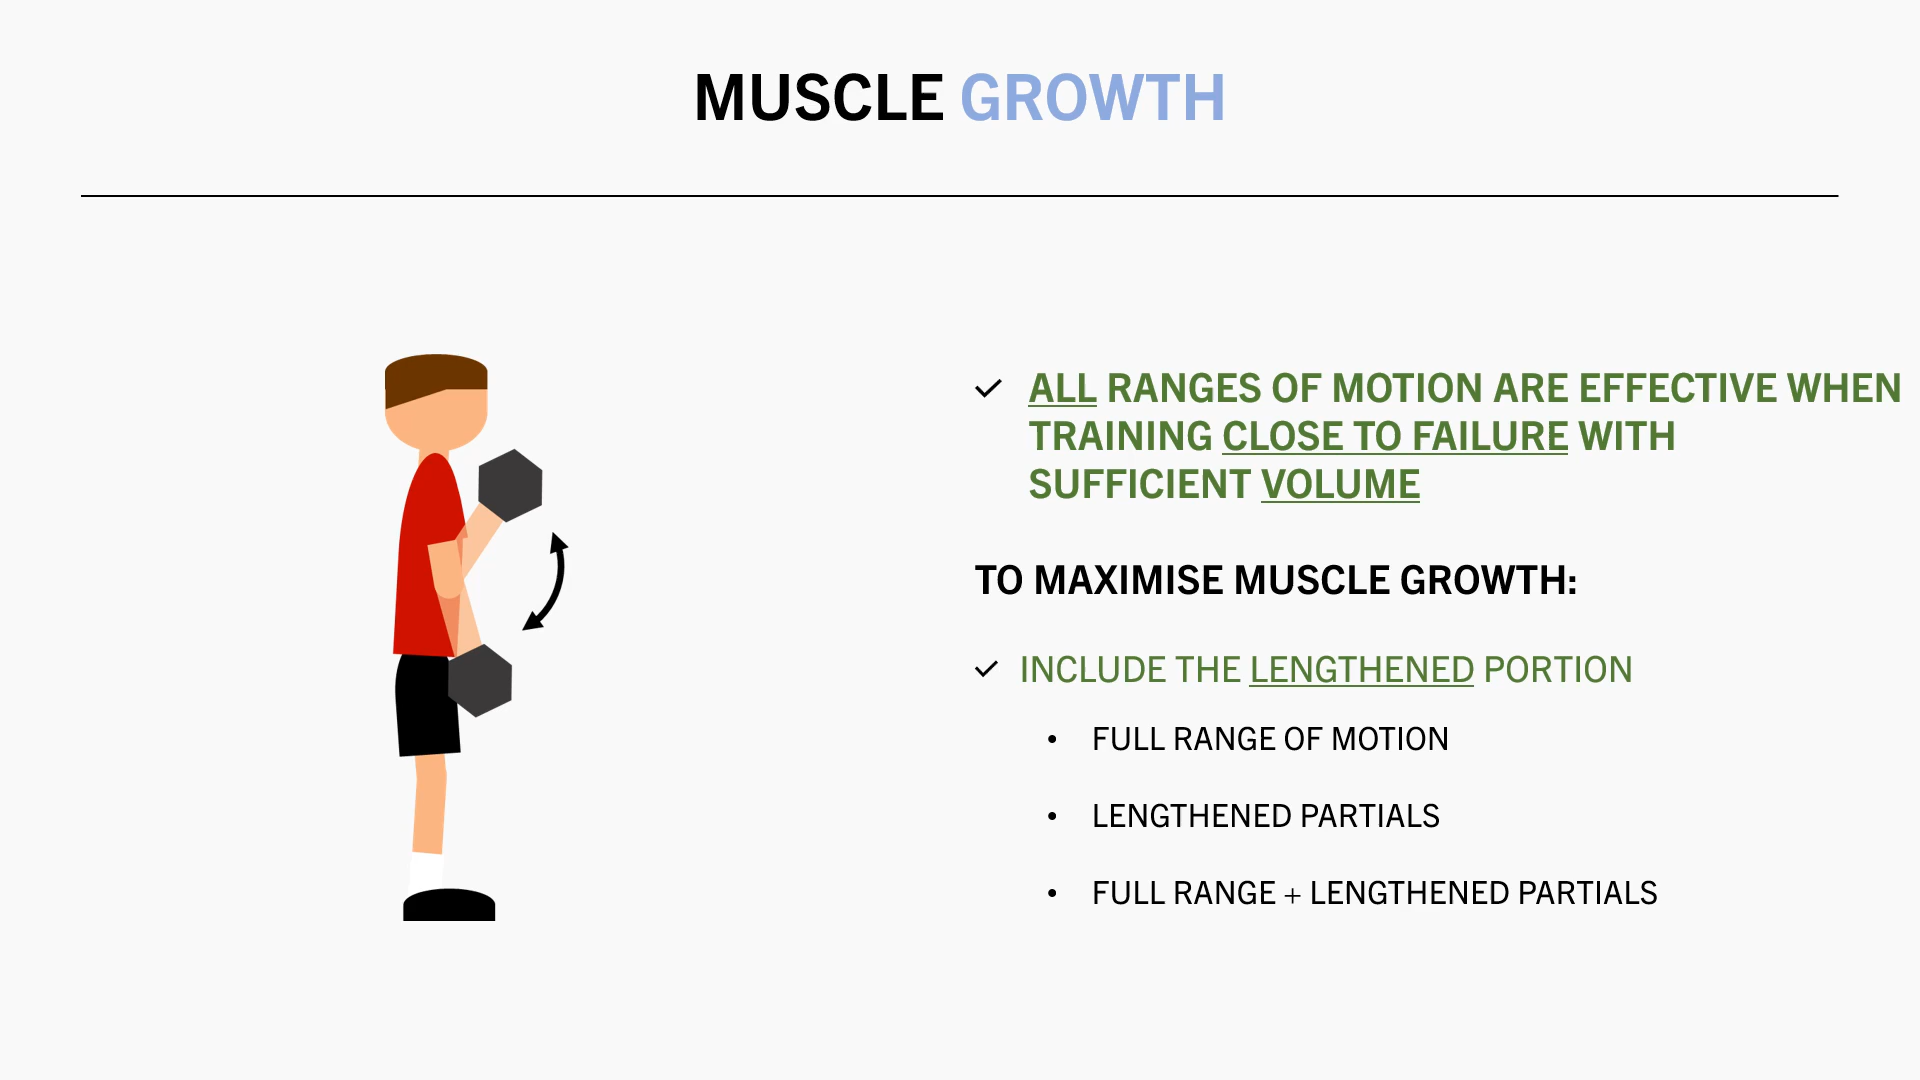 MUSCLE GROWTH
ALL RANGES OF MOTION ARE EFFECTIVE WHEN
TRAINING CLOSE TO FAILURE WITH
SUFFICIENT VOLUME
TO MAXIMISE MUSCLE GROWTH:
INCLUDE THE LENGTHENED PORTION
• FULL RANGE OF MOTION
• LENGTHENED PARTIALS
• FULL RANGE + LENGTHENED PARTIALS